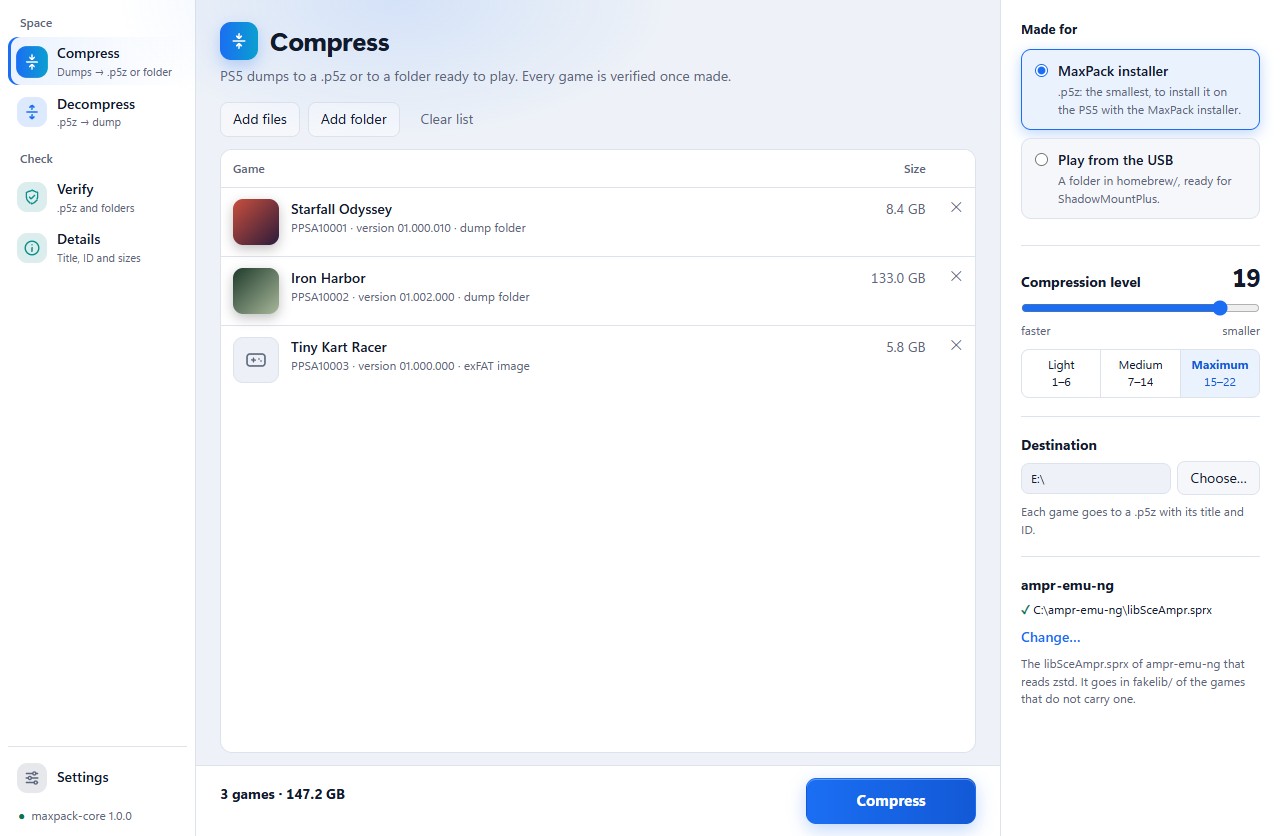 Space
Compress
Dumps → .p5z or folder
Decompress
.p5z → dump
Check
Verify
.p5z and folders
Details
Title, ID and sizes
Settings
maxpack-core 1.0.0
Compress
PS5 dumps to a .p5z or to a folder ready to play. Every game is verified once made.
Add files
Add folder
Clear list
Game
Size
Starfall Odyssey
8.4 GB
PPSA10001 · version 01.000.010 · dump folder
Iron Harbor
133.0 GB
PPSA10002 · version 01.002.000 · dump folder
Tiny Kart Racer
5.8 GB
PPSA10003 · version 01.000.000 · exFAT image
3 games · 147.2 GB
Compress
Made for
MaxPack installer
.p5z: the smallest, to install it on
the PS5 with the MaxPack installer.
Play from the USB
A folder in homebrew/, ready for
ShadowMountPlus.
Compression level
19
faster
smaller
Light
1–6
Medium
7–14
Maximum
15–22
Destination
E:\
Choose...
Each game goes to a .p5z with its title and
ID.
ampr-emu-ng
✓ C:\ampr-emu-ng\libSceAmpr.sprx
Change...
The libSceAmpr.sprx of ampr-emu-ng that
reads zstd. It goes in fakelib/ of the games
that do not carry one.